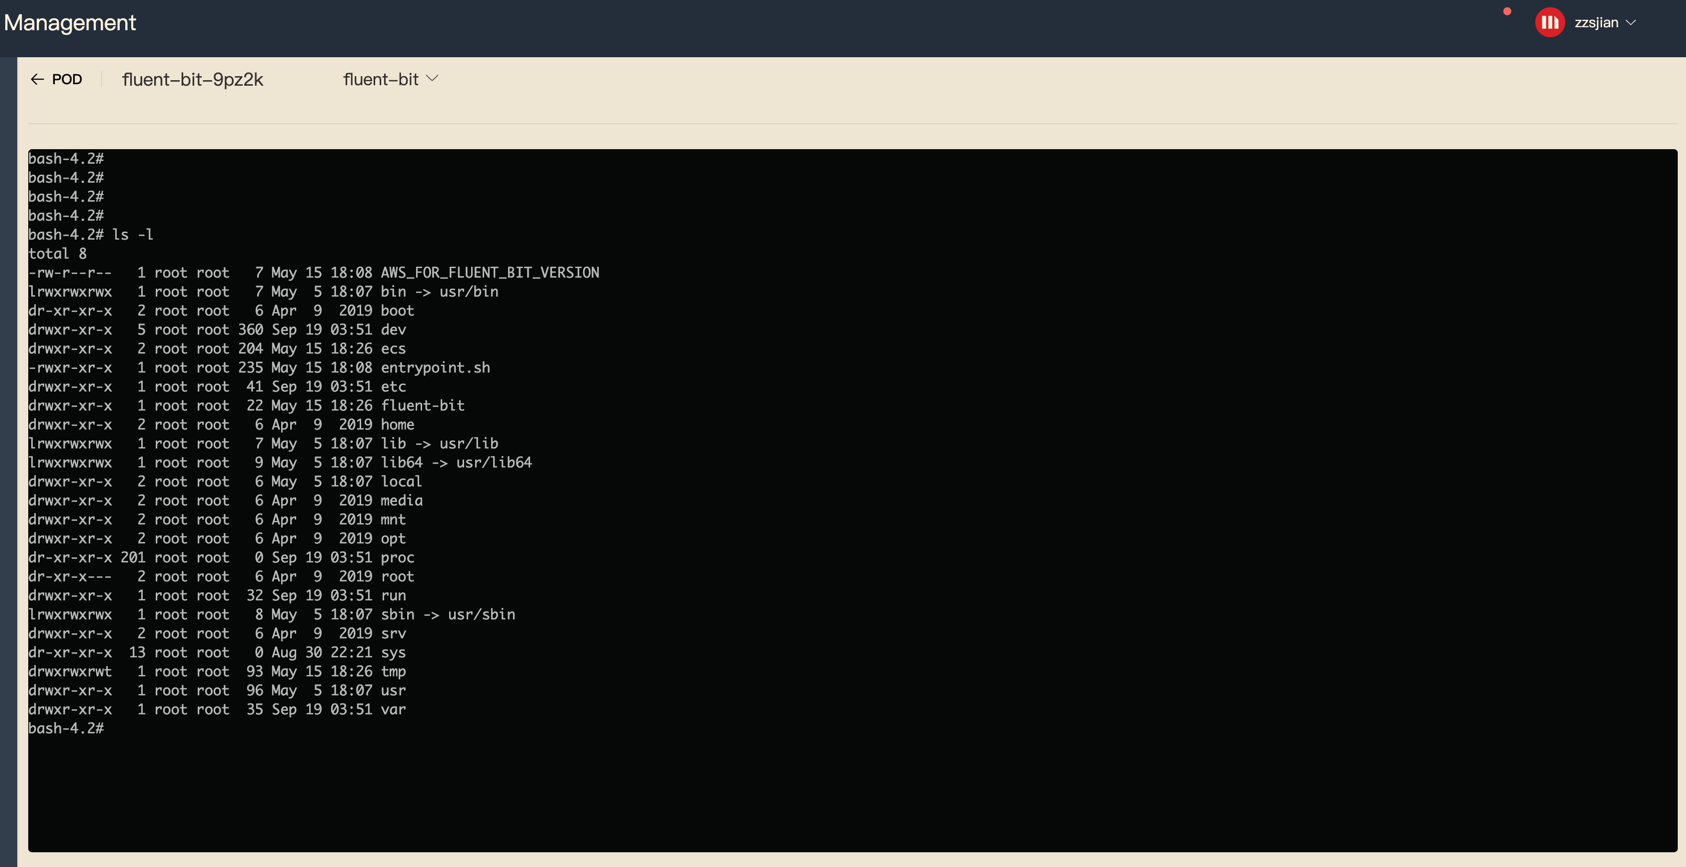 Management
zzsjian
← POD fluent-bit-9pz2k fluent-bit
bash-4.2#
bash-4.2#
bash-4.2#
bash-4.2#
bash-4.2# ls -l
total 8
-rw-r--r--   1 root root   7 May 15 18:08 AWS_FOR_FLUENT_BIT_VERSION
lrwxrwxrwx   1 root root   7 May  5 18:07 bin -> usr/bin
dr-xr-xr-x   2 root root   6 Apr  9  2019 boot
drwxr-xr-x   5 root root 360 Sep 19 03:51 dev
drwxr-xr-x   2 root root 204 May 15 18:26 ecs
-rwxr-xr-x   1 root root 235 May 15 18:08 entrypoint.sh
drwxr-xr-x   1 root root  41 Sep 19 03:51 etc
drwxr-xr-x   1 root root  22 May 15 18:26 fluent-bit
drwxr-xr-x   2 root root   6 Apr  9  2019 home
lrwxrwxrwx   1 root root   7 May  5 18:07 lib -> usr/lib
lrwxrwxrwx   1 root root   9 May  5 18:07 lib64 -> usr/lib64
drwxr-xr-x   2 root root   6 May  5 18:07 local
drwxr-xr-x   2 root root   6 Apr  9  2019 media
drwxr-xr-x   2 root root   6 Apr  9  2019 mnt
drwxr-xr-x   2 root root   6 Apr  9  2019 opt
dr-xr-xr-x 201 root root   0 Sep 19 03:51 proc
dr-xr-x---   2 root root   6 Apr  9  2019 root
drwxr-xr-x   1 root root  32 Sep 19 03:51 run
lrwxrwxrwx   1 root root   8 May  5 18:07 sbin -> usr/sbin
drwxr-xr-x   2 root root   6 Apr  9  2019 srv
dr-xr-xr-x  13 root root   0 Aug 30 22:21 sys
drwxrwxrwt   1 root root  93 May 15 18:26 tmp
drwxr-xr-x   1 root root  96 May  5 18:07 usr
drwxr-xr-x   1 root root  35 Sep 19 03:51 var
bash-4.2#